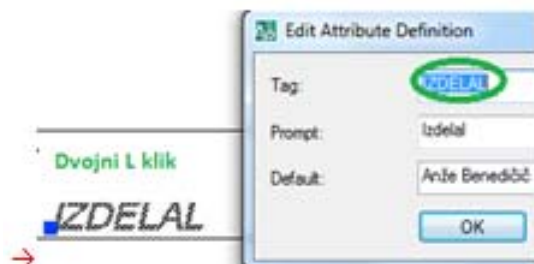 Edit Attribute Definition
Tag: IZDELAL
Prompt: Izdelal
Default: Anže Benedičič
OK
Dvojni L klik
IZDELAL